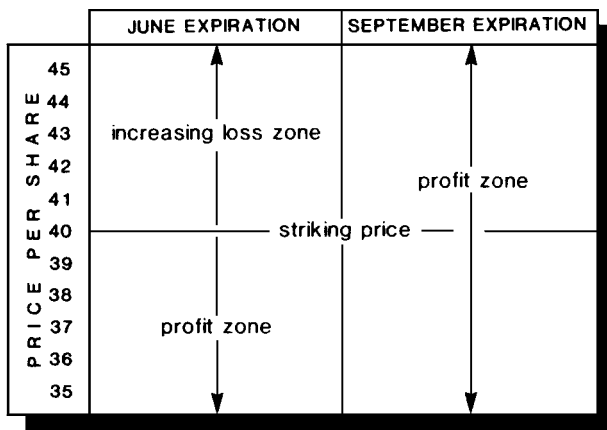 JUNE EXPIRATION SEPTEMBER EXPIRATION
PRICE PER SHARE
45
44
43 increasing loss zone
42
profit zone
41
40 striking price
39
38
37 profit zone
36
35